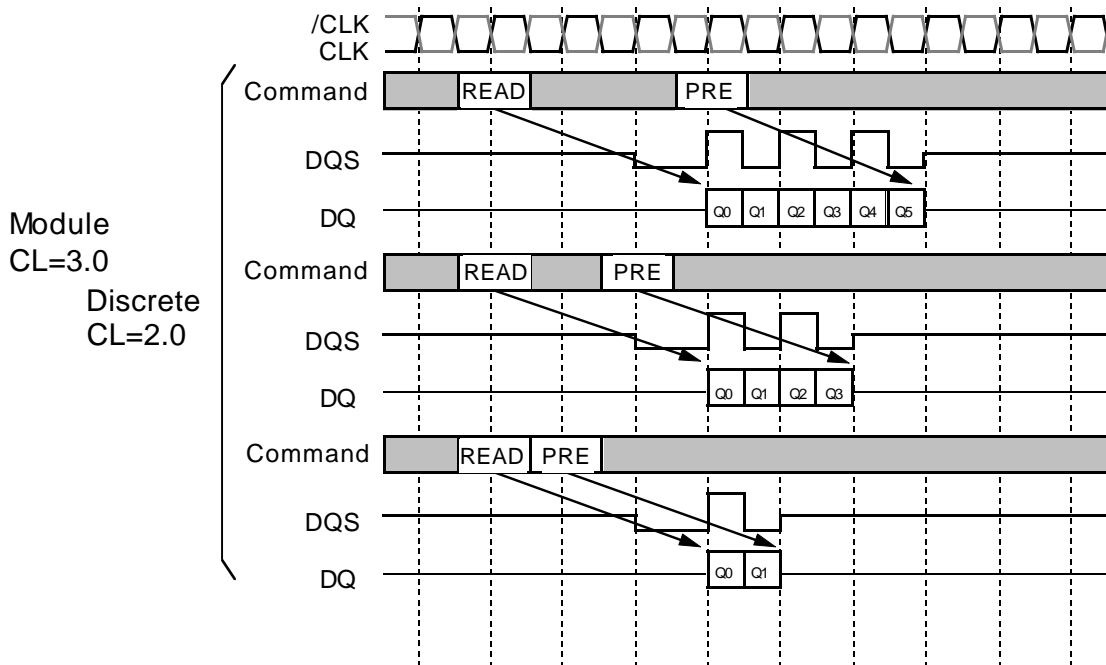 /CLK
CLK
Command READ PRE
DQS
DQ Q0 Q1 Q2 Q3 Q4 Q5
Module
CL=3.0
Command READ PRE
Discrete
CL=2.0
DQS
DQ Q0 Q1 Q2 Q3
Command READ PRE
DQS
DQ Q0 Q1